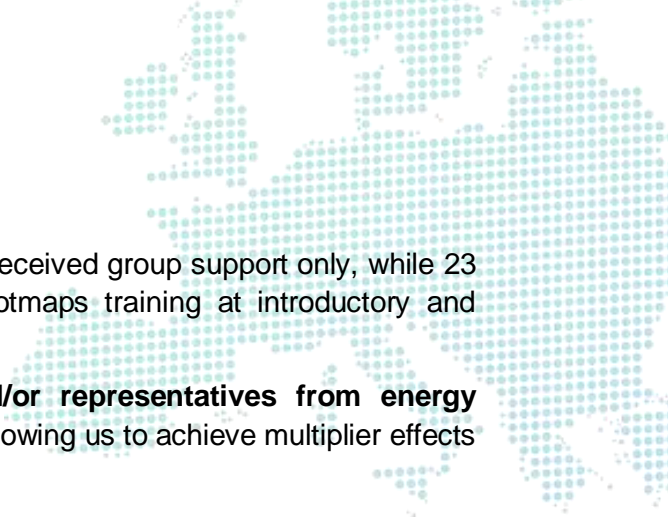 eceived group support only, while 23
otmaps training at introductory and
/or representatives from energy
owing us to achieve multiplier effects